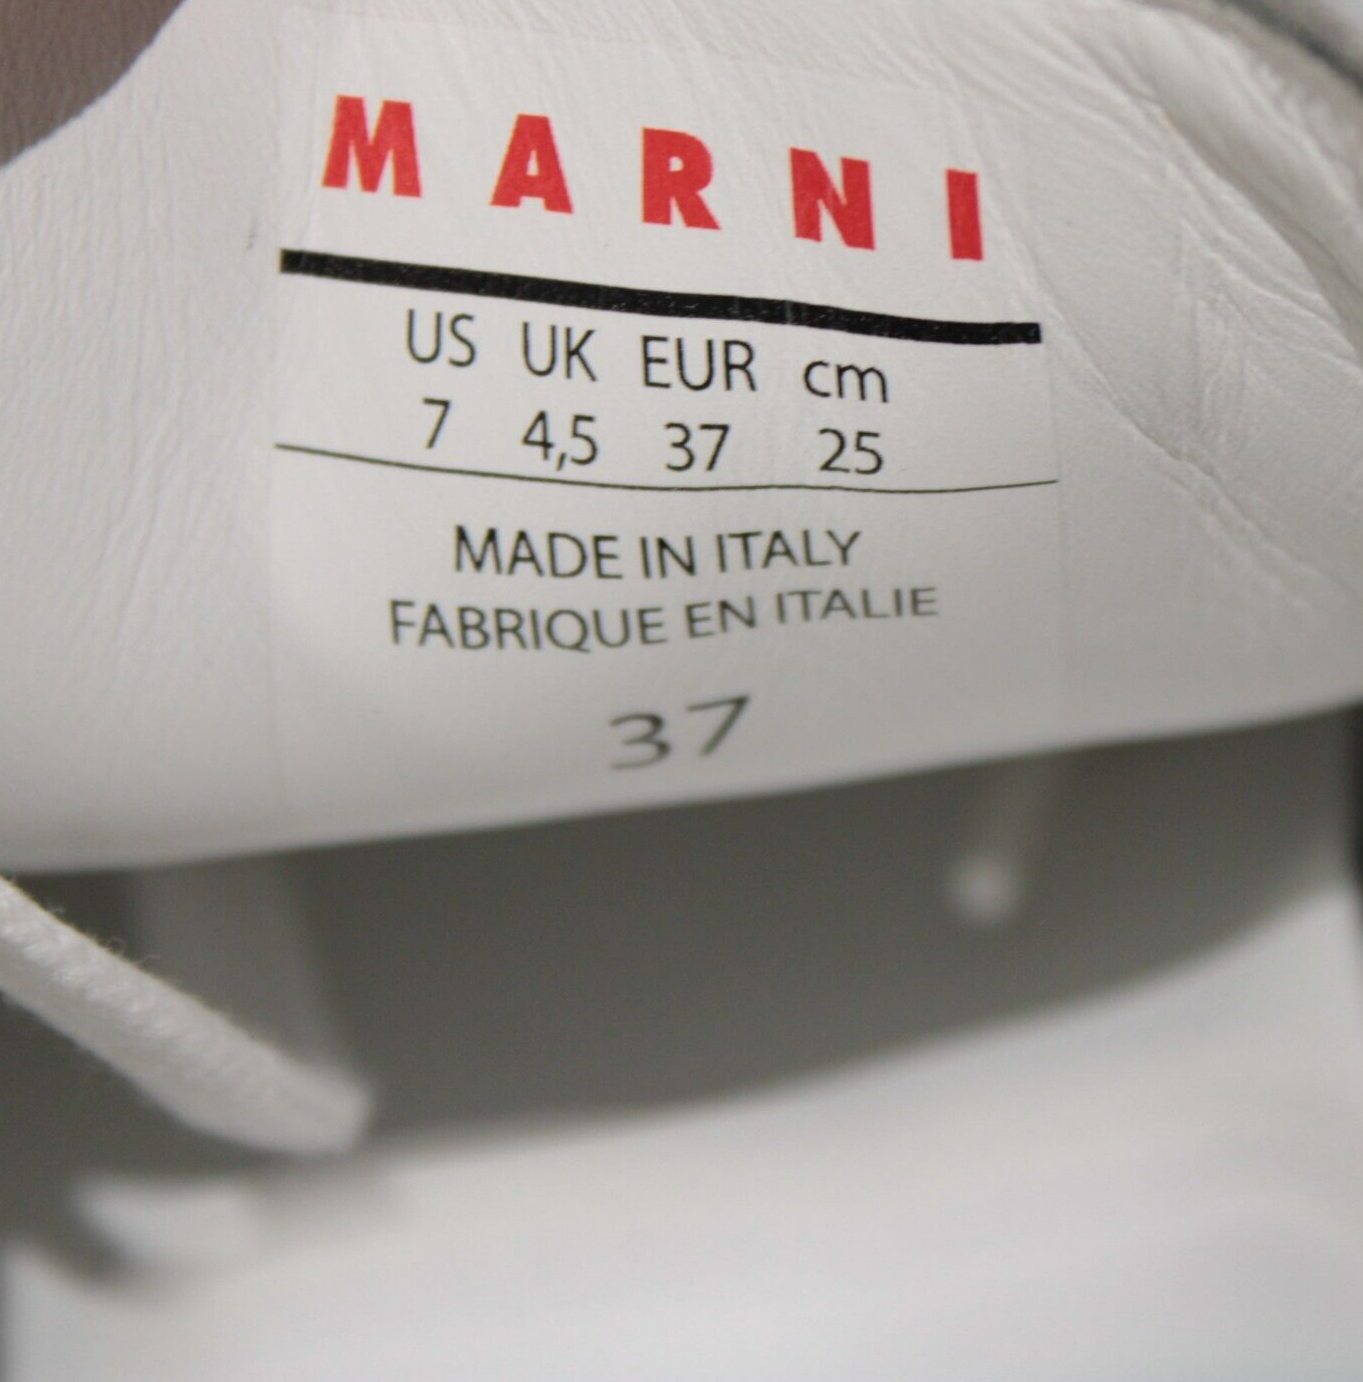 MARNI
US UK EUR cm
7 4,5 37 25
MADE IN ITALY
FABRIQUE EN ITALIE
37